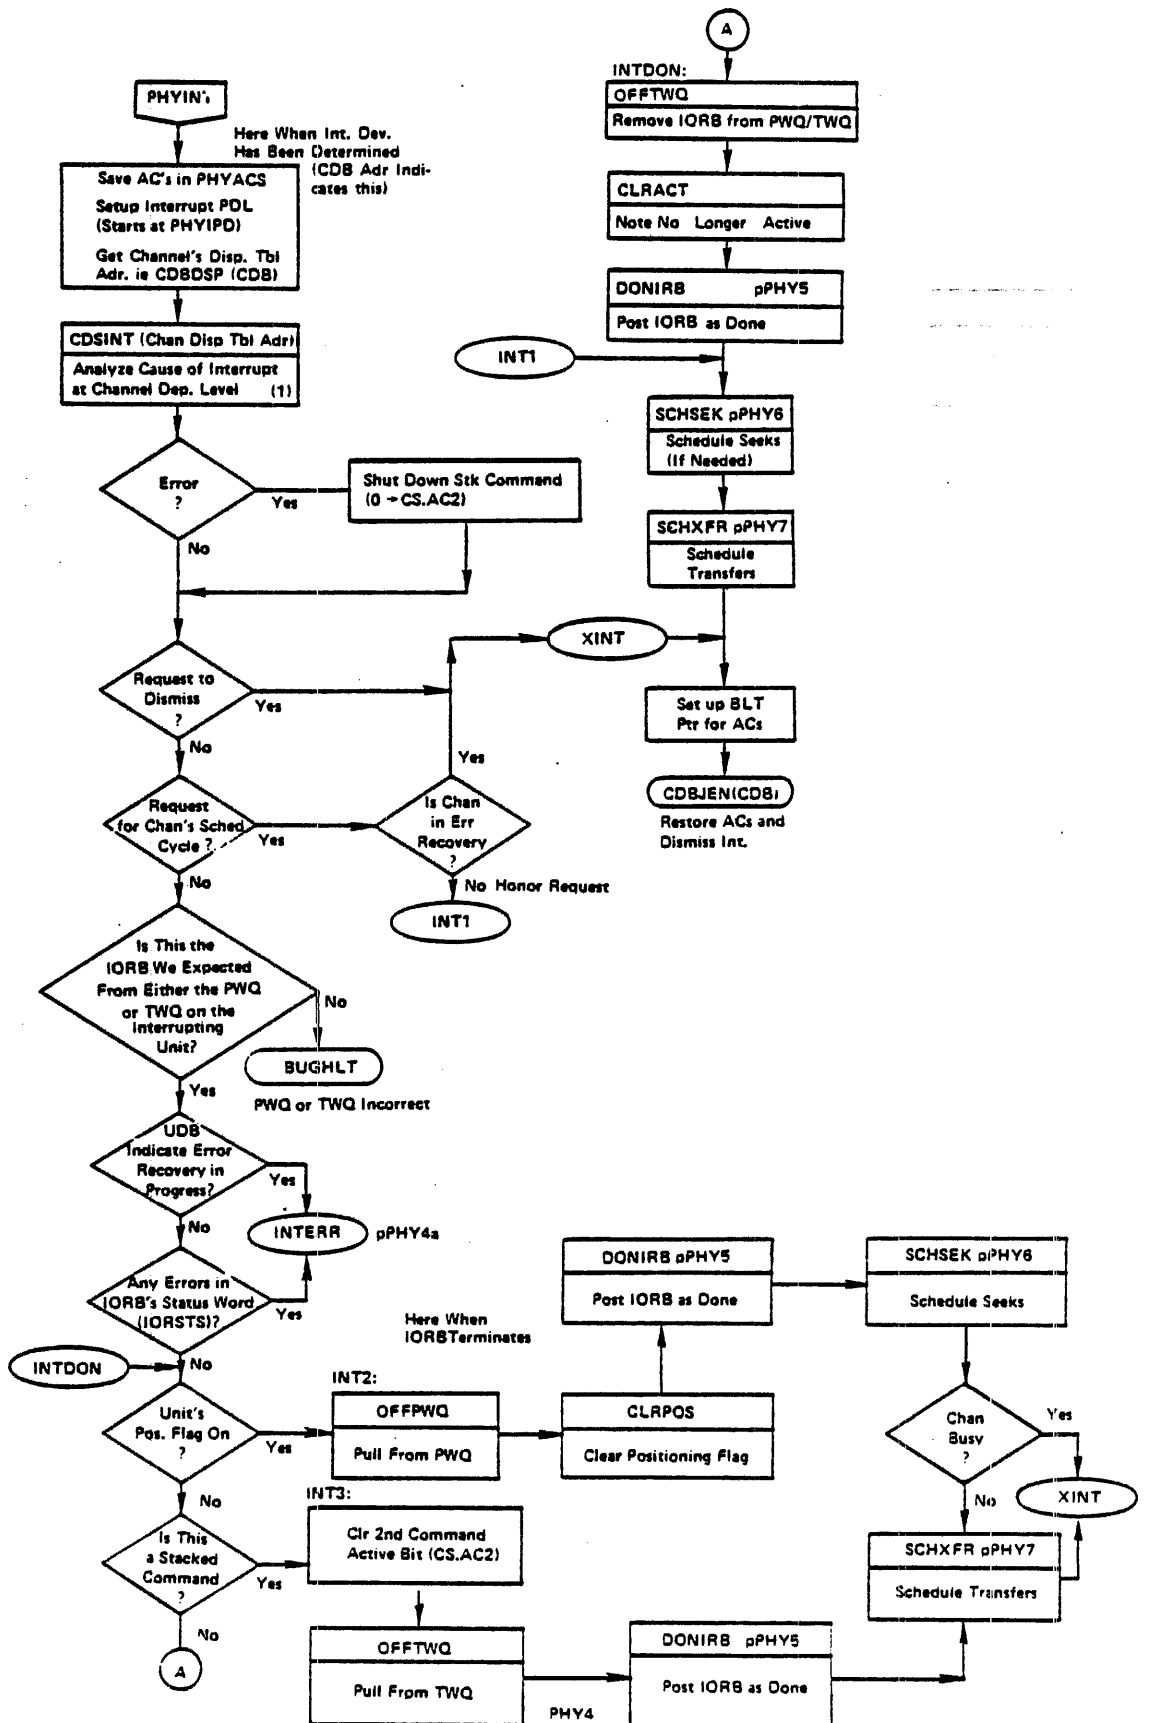 PHYIN
Here When Int. Dev.
Has Been Determined
(CDB Adr Indi-
cates this)
Save AC's in PHYACS
Setup Interrupt PDL
(Starts at PHYIPD)
Get Channel's Disp. Tbl
Adr. ie CDBDSP (CDB)
CDSINT (Chan Disp Tbl Adr)
Analyze Cause of Interrupt
at Channel Dep. Level (1)
Error
?
Yes
Shut Down Stk Command
(0 → CS.AC2)
No
Request to
Dismiss
?
Yes
No
Request
for Chan's Sched
Cycle ?
Yes
Yes
Is Chan
in Err
Recovery
?
No Honor Request
INT1
No
Is This the
IORB We Expected
From Either the PWQ
or TWQ on the
Interrupting
Unit?
No
BUGHLT
PWQ or TWQ Incorrect
Yes
UDB
Indicate Error
Recovery in
Progress?
Yes
No
INTERR
pPHY4a
Any Errors in
IORB's Status Word
(IORSTS)?
Yes
INTDON
No
Unit's
Pos. Flag On
?
Yes
No
Is This
a Stacked
Command
?
Yes
No
A
A
INTDON:
OFFTWQ
Remove IORB from PWQ/TWQ
CLRACT
Note No Longer Active
DONIRB pPHY5
Post IORB as Done
INT1
SCHSEK pPHY6
Schedule Seeks
(If Needed)
SCHXFR pPHY7
Schedule
Transfers
XINT
Set up BLT
Ptr for ACs
CDBJEN(CDB)
Restore ACs and
Dismiss Int.
Here When
IORB Terminates
INT2:
OFFPWQ
Pull From PWQ
CLRPOS
Clear Positioning Flag
DONIRB pPHY5
Post IORB as Done
SCHSEK pPHY6
Schedule Seeks
Chan
Busy
?
Yes
No
XINT
SCHXFR pPHY7
Schedule Transfers
INT3:
Clr 2nd Command
Active Bit (CS.AC2)
OFFTWQ
Pull From TWQ
DONIRB pPHY5
Post IORB as Done
PHY4